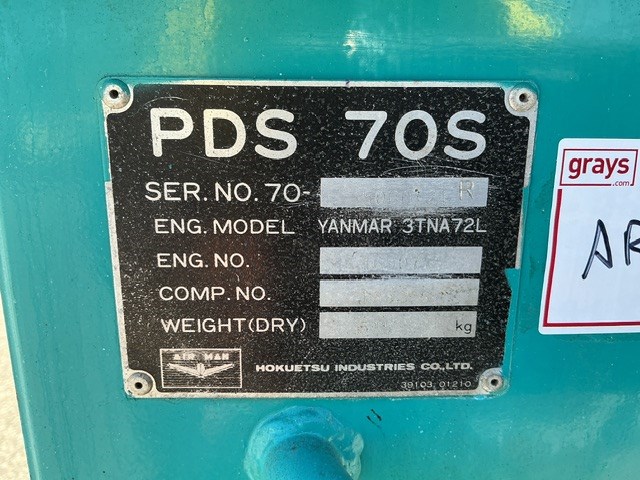 PDS 70S
SER. NO. 70- R
ENG. MODEL YANMAR 3TNA72L
ENG. NO.
COMP. NO.
WEIGHT(DRY) kg
AIR MAN
HOKUETSU INDUSTRIES CO., LTD.
39103 01210
grays
.com
AR